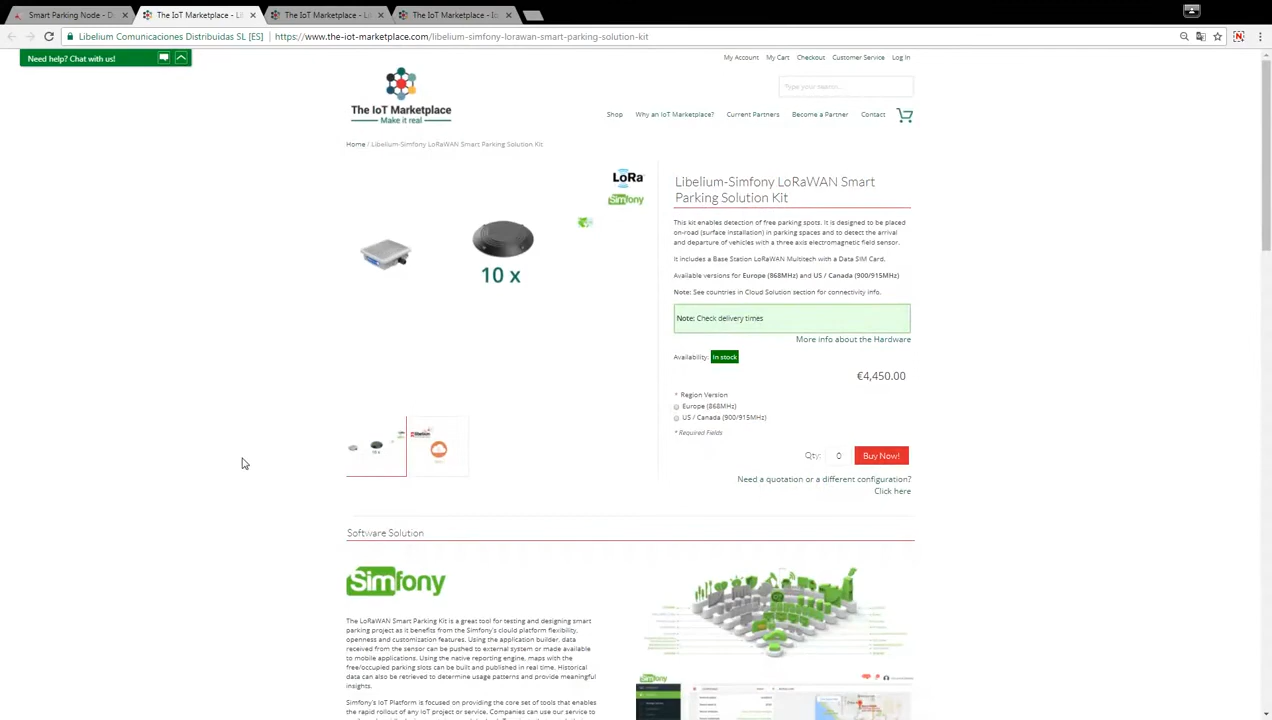 Smart Parking Node - D
The IoT Marketplace - Li
The IoT Marketplace - Li
The IoT Marketplace - Lo
Libelium Comunicaciones Distribuidas SL [ES]
https://www.the-iot-marketplace.com/libelium-simfony-lorawan-smart-parking-solution-kit
Need help? Chat with us!
My Account My Cart Checkout Customer Service Log In
Type your search...
The IoT Marketplace
Make it real
Shop Why an IoT Marketplace? Current Partners Become a Partner Contact
Home / Libelium-Simfony LoRaWAN Smart Parking Solution Kit
LoRa
Simfony
10 x
Libelium-Simfony LoRaWAN Smart
Parking Solution Kit
This kit enables detection of free parking spots. It is designed to be placed
on-road (surface installation) in parking spaces and to detect the arrival
and departure of vehicles with a three axis electromagnetic field sensor.
It includes a Base Station LoRaWAN Multitech with a Data SIM Card.
Available versions for Europe (868MHz) and US / Canada (900/915MHz)
Note: See countries in Cloud Solution section for connectivity info.
Note: Check delivery times
More info about the Hardware
Availability: In stock
€4,450.00
* Region Version
Europe (868MHz)
US / Canada (900/915MHz)
* Required Fields
Qty: 0 Buy Now!
Need a quotation or a different configuration?
Click here
Software Solution
Simfony
The LoRaWAN Smart Parking Kit is a great tool for testing and designing smart
parking project as it benefits from the Simfony's clould platform flexibility,
openness and customization features. Using the application builder, data
received from the sensor can be pushed to external system or made available
to mobile applications. Using the native reporting engine, maps with the
free/occupied parking slots can be built and published in real time. Historical
data can also be retrieved to determine usage patterns and provide meaningful
insights.
Simfony's IoT Platform is focused on providing the core set of tools that enables
the rapid rollout of any IoT project or service. Companies can use our service to
Simfony